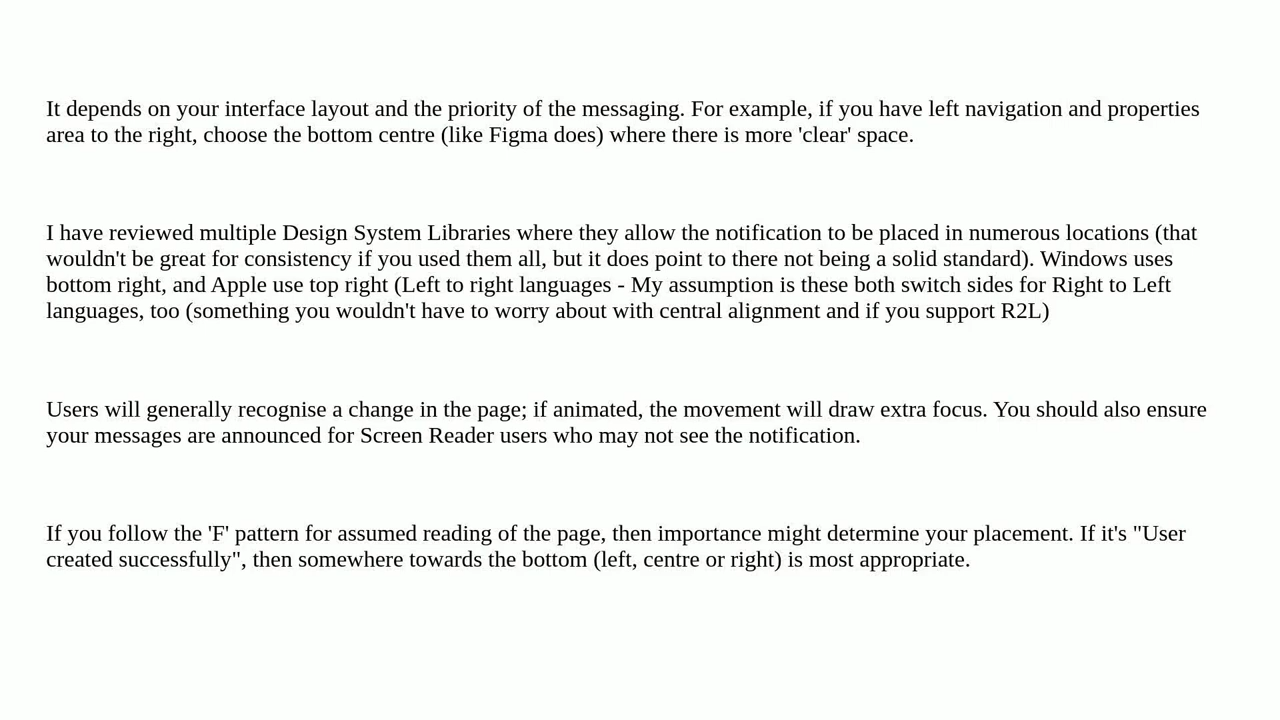 It depends on your interface layout and the priority of the messaging. For example, if you have left navigation and properties
area to the right, choose the bottom centre (like Figma does) where there is more 'clear' space.
I have reviewed multiple Design System Libraries where they allow the notification to be placed in numerous locations (that
wouldn't be great for consistency if you used them all, but it does point to there not being a solid standard). Windows uses
bottom right, and Apple use top right (Left to right languages - My assumption is these both switch sides for Right to Left
languages, too (something you wouldn't have to worry about with central alignment and if you support R2L)
Users will generally recognise a change in the page; if animated, the movement will draw extra focus. You should also ensure
your messages are announced for Screen Reader users who may not see the notification.
If you follow the 'F' pattern for assumed reading of the page, then importance might determine your placement. If it's "User
created successfully", then somewhere towards the bottom (left, centre or right) is most appropriate.